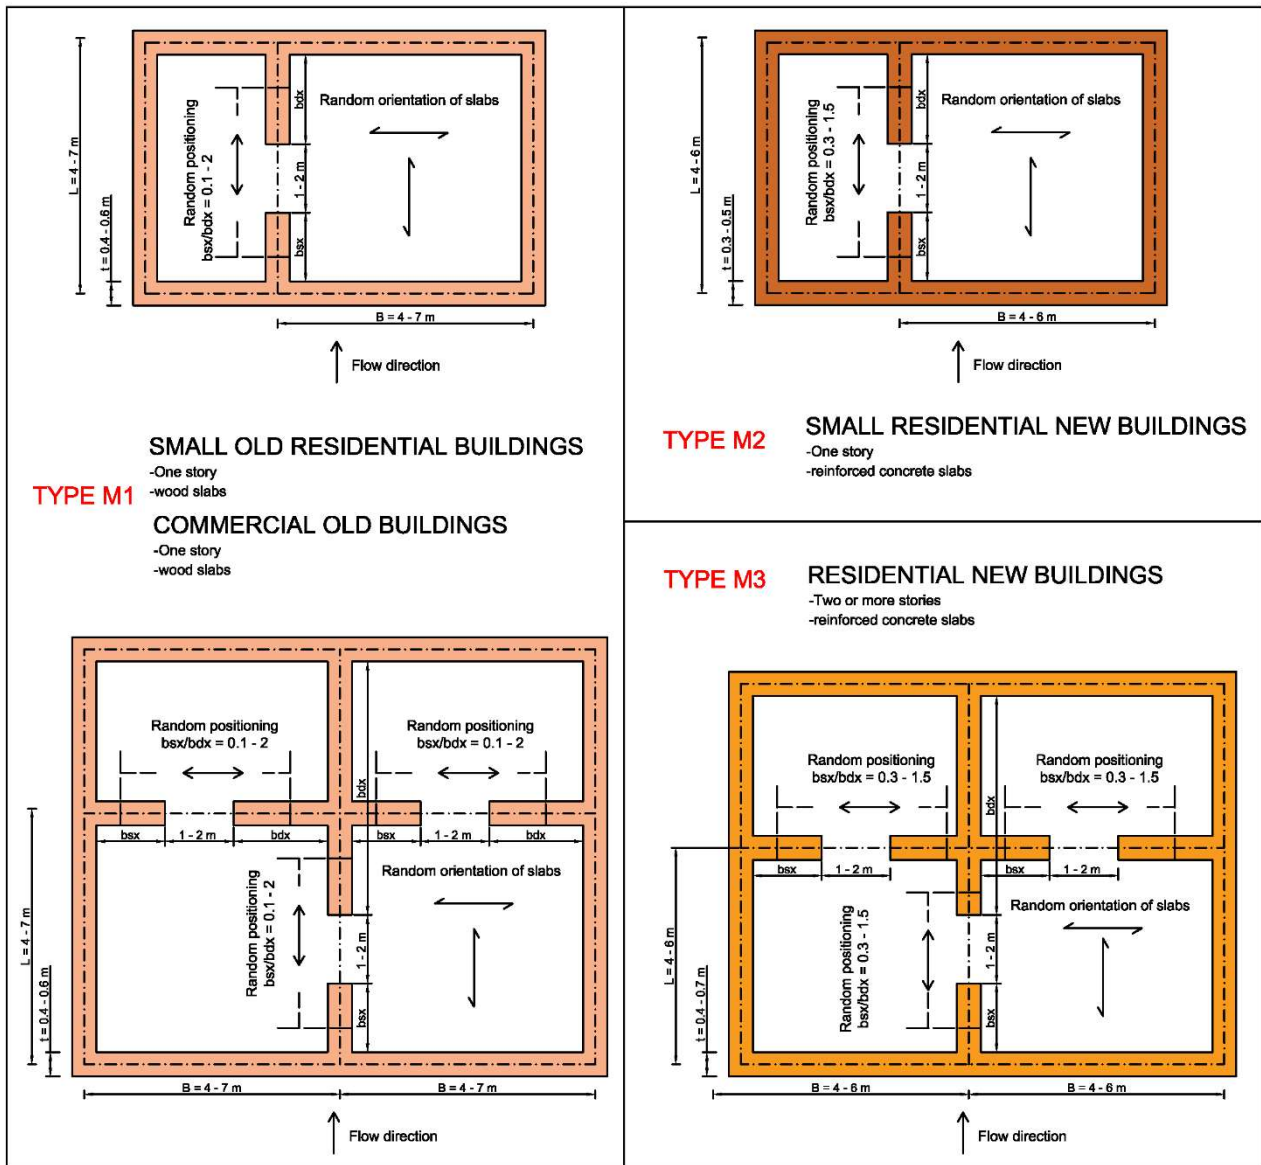 L = 4 - 7 m
t = 0.4 - 0.6 m
Random positioning
bsx/bdx = 0.1 - 2
bdx
1 - 2 m
bsx
Random orientation of slabs
B = 4 - 7 m
Flow direction
SMALL OLD RESIDENTIAL BUILDINGS
-One story
-wood slabs
TYPE M1
COMMERCIAL OLD BUILDINGS
-One story
-wood slabs
Random positioning
bsx/bdx = 0.1 - 2
Random positioning
bsx/bdx = 0.1 - 2
bdx
bsx
1 - 2 m
bdx
bsx
1 - 2 m
bdx
L = 4 - 7 m
t = 0.4 - 0.6 m
Random positioning
bsx/bdx = 0.1 - 2
Random orientation of slabs
1 - 2 m
bsx
B = 4 - 7 m
B = 4 - 7 m
Flow direction
L = 4 - 6 m
t = 0.3 - 0.5 m
Random positioning
bsx/bdx = 0.3 - 1.5
bdx
1 - 2 m
bsx
Random orientation of slabs
B = 4 - 6 m
Flow direction
TYPE M2
SMALL RESIDENTIAL NEW BUILDINGS
-One story
-reinforced concrete slabs
TYPE M3
RESIDENTIAL NEW BUILDINGS
-Two or more stories
-reinforced concrete slabs
Random positioning
bsx/bdx = 0.3 - 1.5
Random positioning
bsx/bdx = 0.3 - 1.5
bdx
bsx
1 - 2 m
bsx
1 - 2 m
L = 4 - 6 m
t = 0.4 - 0.7 m
Random positioning
bsx/bdx = 0.3 - 1.5
Random orientation of slabs
1 - 2 m
bsx
B = 4 - 6 m
B = 4 - 6 m
Flow direction